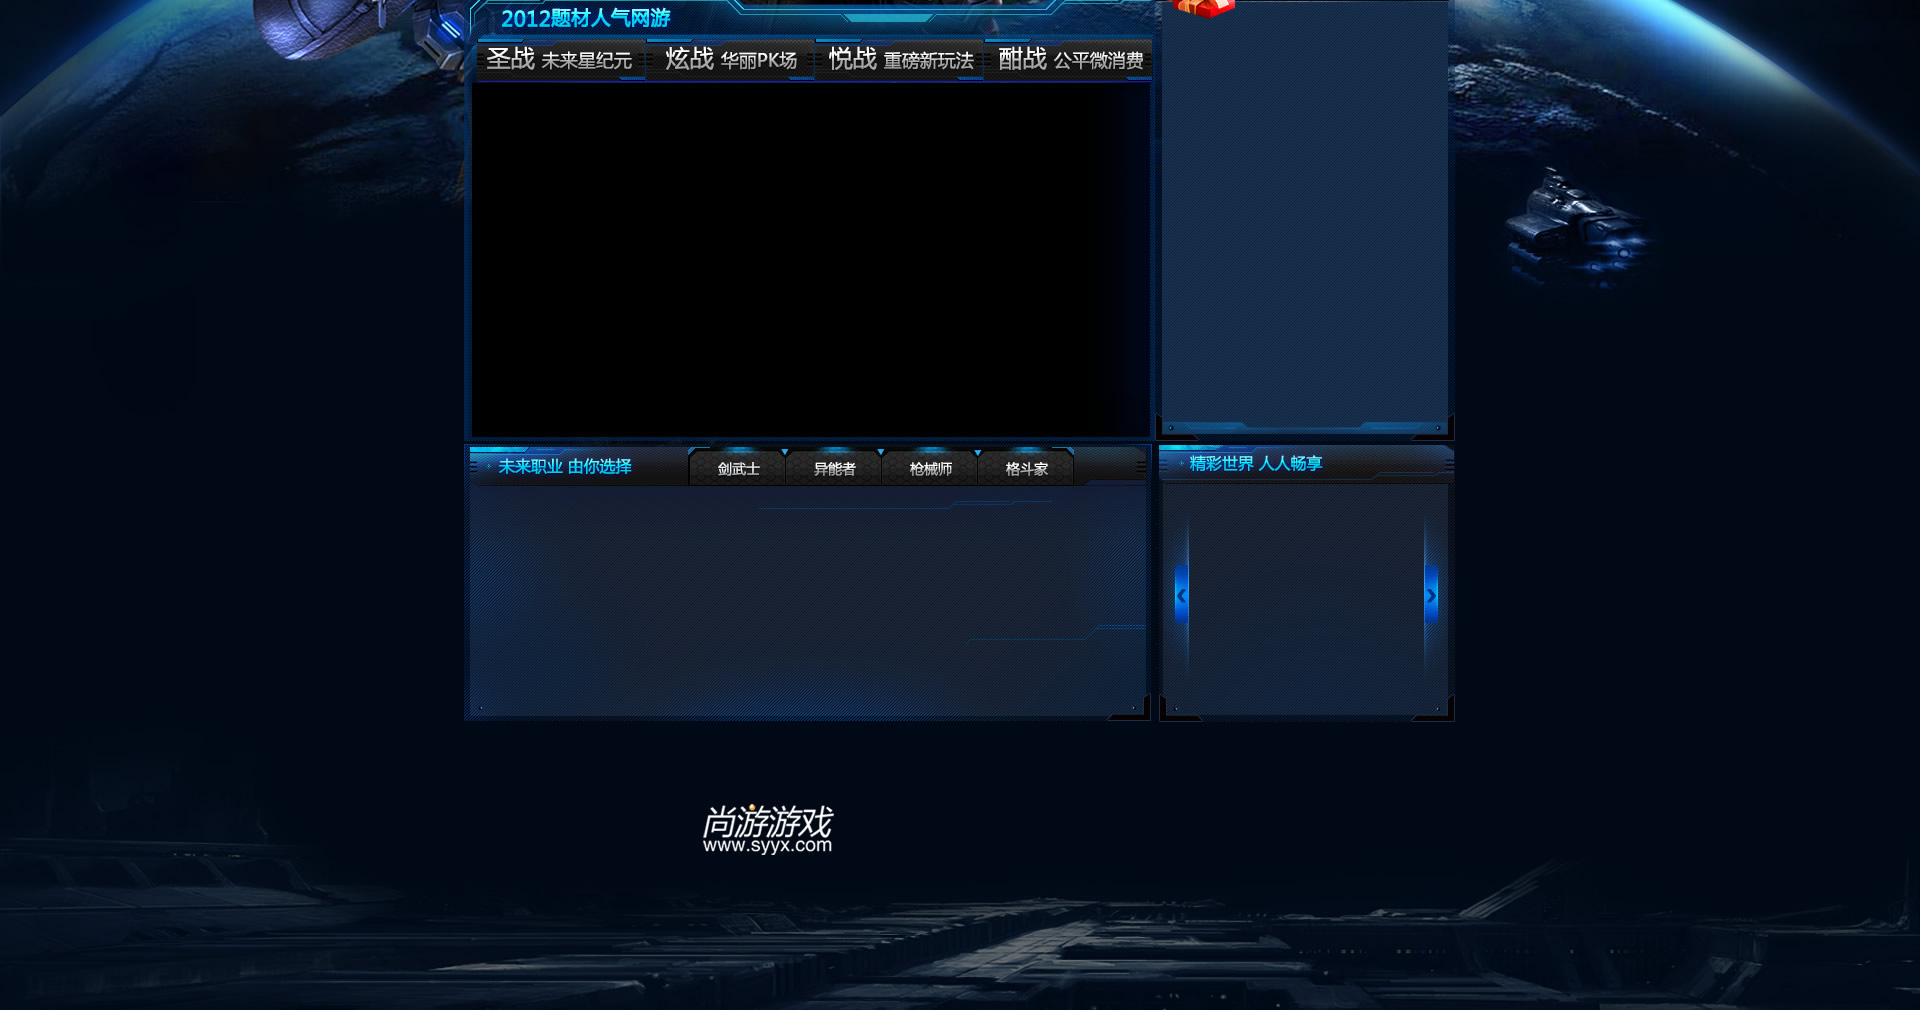 2012题材人气网游
圣战 未来星纪元 炫战 华丽PK场 悦战 重磅新玩法 酣战 公平微消费
未来职业 由你选择 剑武士 异能者 枪械师 格斗家
精彩世界 人人畅享
尚游游戏
www.syyx.com